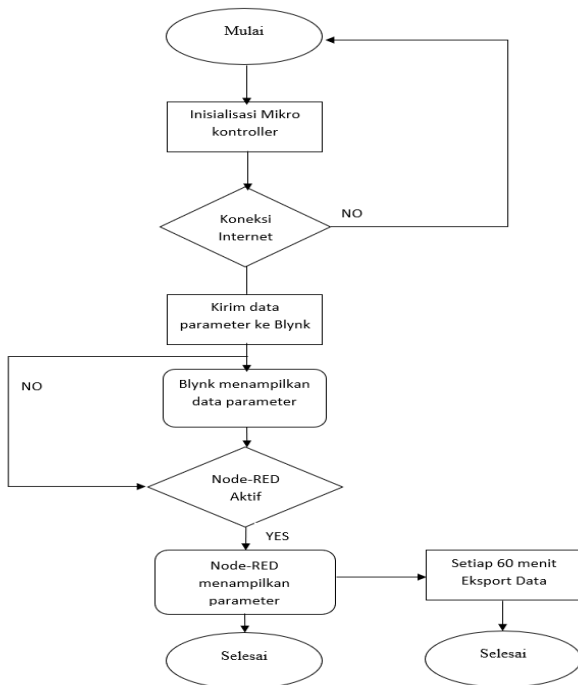 Mulai
Inisialisasi Mikro
kontroller
Koneksi
Internet
NO
Kirim data
parameter ke Blynk
NO
Blynk menampilkan
data parameter
Node-RED
Aktif
YES
Node-RED
menampilkan
parameter
Setiap 60 menit
Eksport Data
Selesai
Selesai